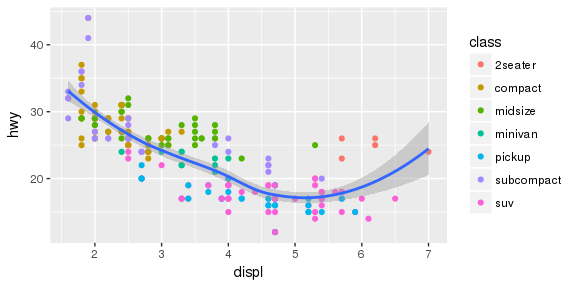 40
30
20
hwy
2
3
4
5
6
7
displ
class
2seater
compact
midsize
minivan
pickup
subcompact
suv